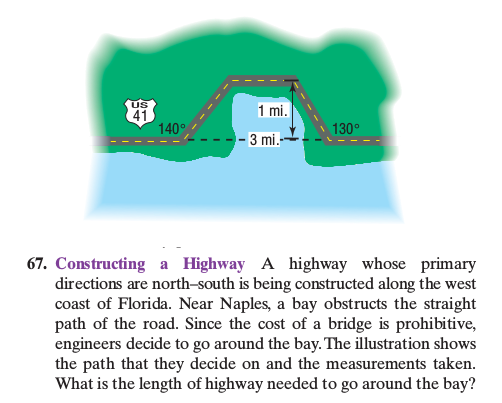 US
41
140°
1 mi.
130°
3 mi.
67. Constructing a Highway A highway whose primary
directions are north–south is being constructed along the west
coast of Florida. Near Naples, a bay obstructs the straight
path of the road. Since the cost of a bridge is prohibitive,
engineers decide to go around the bay. The illustration shows
the path that they decide on and the measurements taken.
What is the length of highway needed to go around the bay?